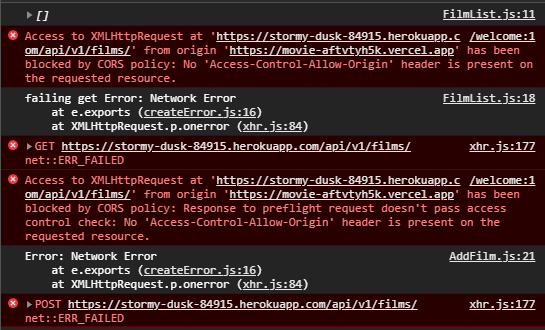 ▶[] FilmList.js:11
Access to XMLHttpRequest at 'https://stormy-dusk-84915.herokuapp.c /welcome:1
om/api/v1/films/' from origin 'https://movie-aftvtyh5k.vercel.app' has been
blocked by CORS policy: No 'Access-Control-Allow-Origin' header is present on
the requested resource.
failing get Error: Network Error FilmList.js:18
at e.exports (createError.js:16)
at XMLHttpRequest.p.onerror (xhr.js:84)
▶GET https://stormy-dusk-84915.herokuapp.com/api/v1/films/ xhr.js:177
net::ERR_FAILED
Access to XMLHttpRequest at 'https://stormy-dusk-84915.herokuapp.c /welcome:1
om/api/v1/films/' from origin 'https://movie-aftvtyh5k.vercel.app' has been
blocked by CORS policy: Response to preflight request doesn't pass access
control check: No 'Access-Control-Allow-Origin' header is present on the
requested resource.
Error: Network Error AddFilm.js:21
at e.exports (createError.js:16)
at XMLHttpRequest.p.onerror (xhr.js:84)
▶POST https://stormy-dusk-84915.herokuapp.com/api/v1/films/ xhr.js:177
net::ERR_FAILED